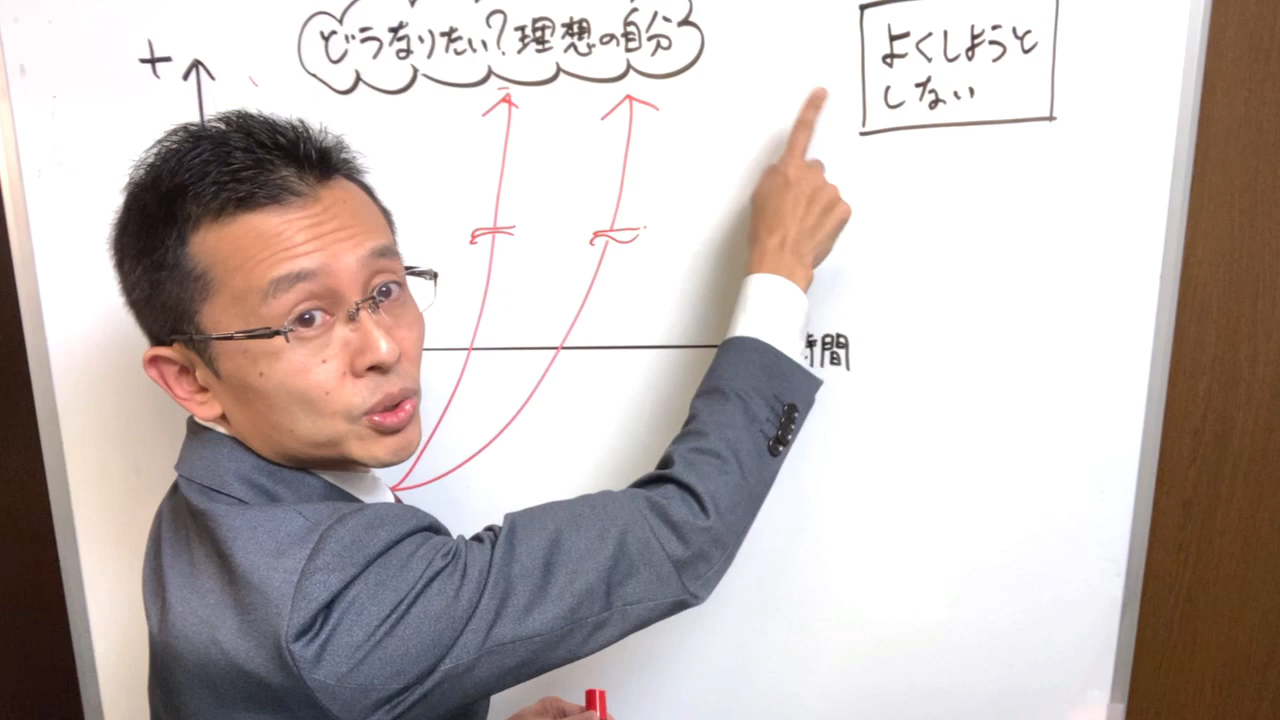 +
どうなりたい?理想の自分
よくしようと
しない
時間